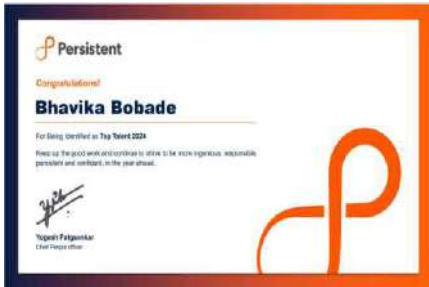 Persistent
Congratulations!
Bhavika Bobade
For Being Identified as Top Talent 2024
Keep up the good work and continue to shine to be more ingenious, responsible,
persistent and confident, in the year ahead.
Yogesh Patgaonkar
Chief People officer